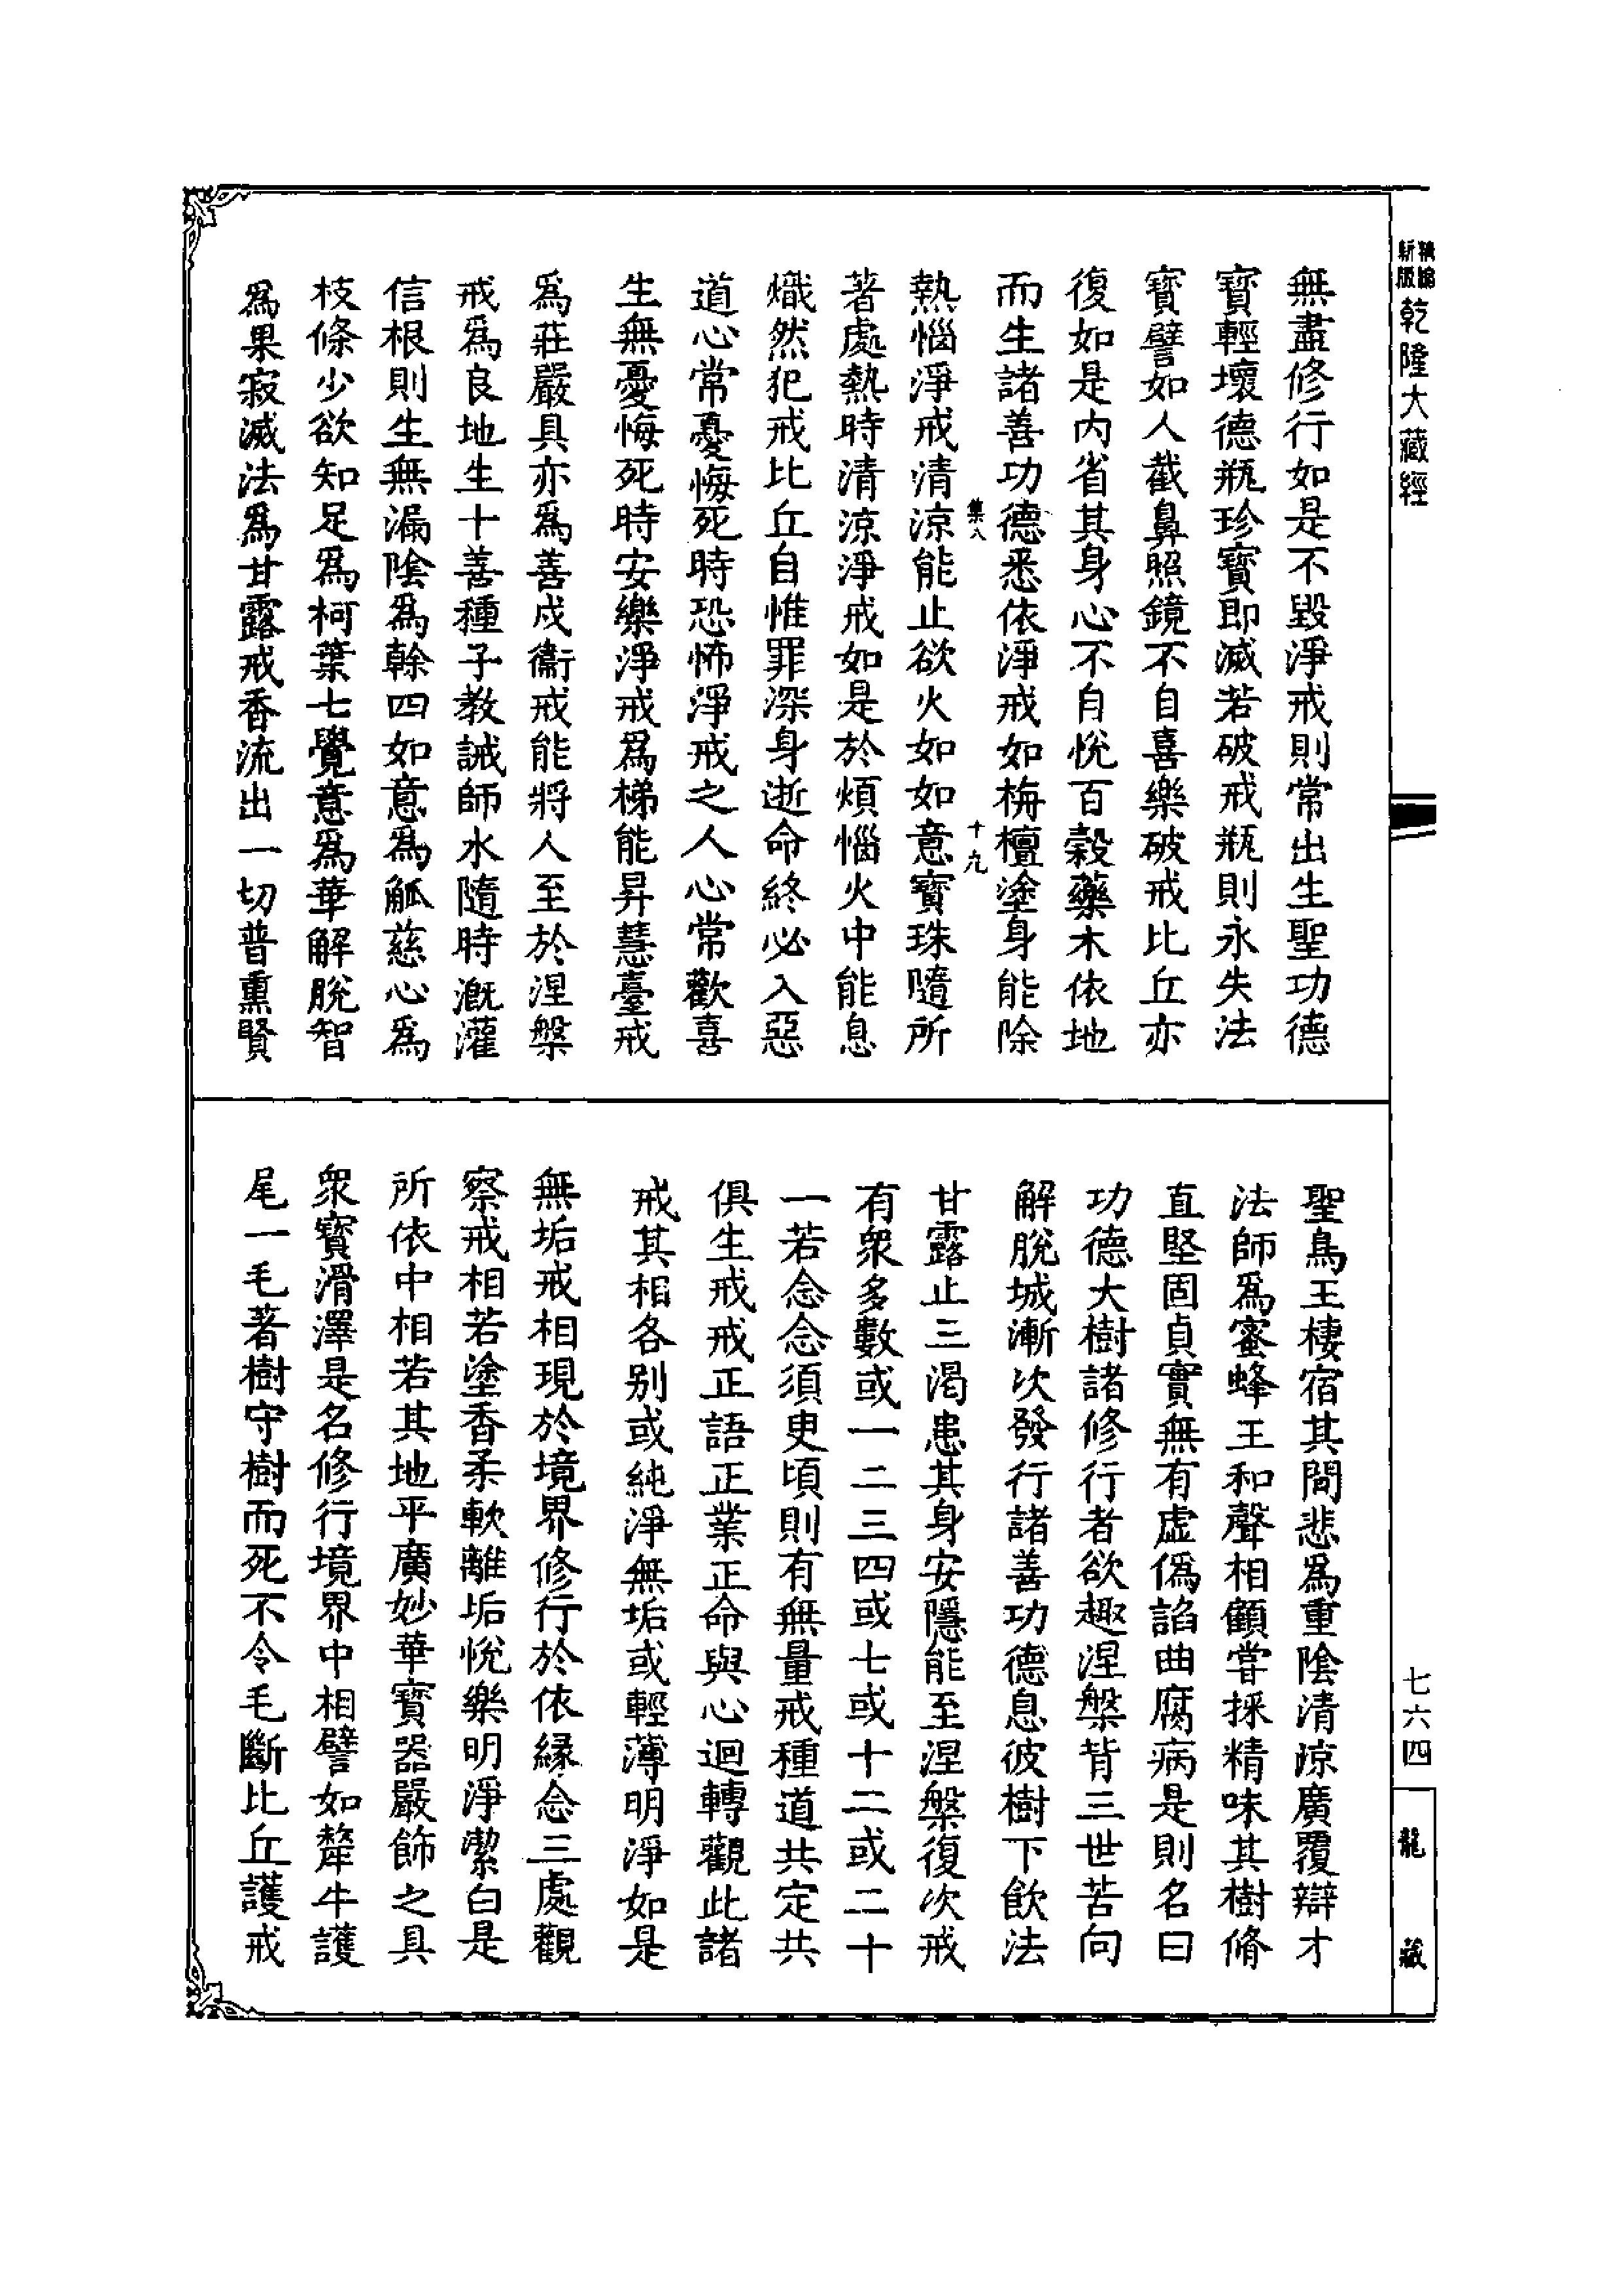 精編
新版
乾隆大藏經
無盡修行如是不毀淨戒則常出生聖功德
寶輕壞德瓶珍寶即滅若破戒瓶則永失法
寶譬如人截鼻照鏡不自喜樂破戒比丘亦
復如是内省其身心不自悅百穀藥木依地
而生諸善功德悉依淨戒如栴檀塗身能除
集八
十九
熱惱淨戒清涼能止欲火如如意寶珠隨所
著處熱時清涼淨戒如是於煩惱火中能息
熾然犯戒比丘自惟罪深身逝命終必入惡
道心常憂悔死時恐怖淨戒之人心常歡喜
生無憂悔死時安樂淨戒爲梯能昇慧臺戒
爲莊嚴具亦爲善戍衞戒能將人至於涅槃
戒爲良地生十善種子教誡師水隨時溉灌
信根則生無漏陰爲幹四如意爲觚慈心爲
枝條少欲知足爲柯葉七覺意爲華解脫智
爲果寂滅法爲甘露戒香流出一切普熏賢
聖鳥王棲宿其間悲爲重陰清涼廣覆辯才
法師爲蜜蜂王和聲相顧甞採精味其樹脩
直堅固貞實無有虚僞諂曲腐病是則名曰
功德大樹諸修行者欲趣涅槃背三世苦向
解脫城漸次發行諸善功德息彼樹下飲法
甘露止三渴患其身安隱能至涅槃復次戒
有衆多數或一二三四或七或十二或二十
一若念念須臾頃則有無量戒種道共定共
俱生戒戒正語正業正命與心迴轉觀此諸
戒其相各別或純淨無垢或輕薄明淨如是
無垢戒相現於境界修行於依緣念三處觀
察戒相若塗香柔軟離垢悅樂明淨潔白是
所依中相若其地平廣妙華寶器嚴飾之具
衆寶滑澤是名修行境界中相譬如犛牛護
尾一毛著樹守樹而死不令毛斷比丘護戒
七六四
龍藏